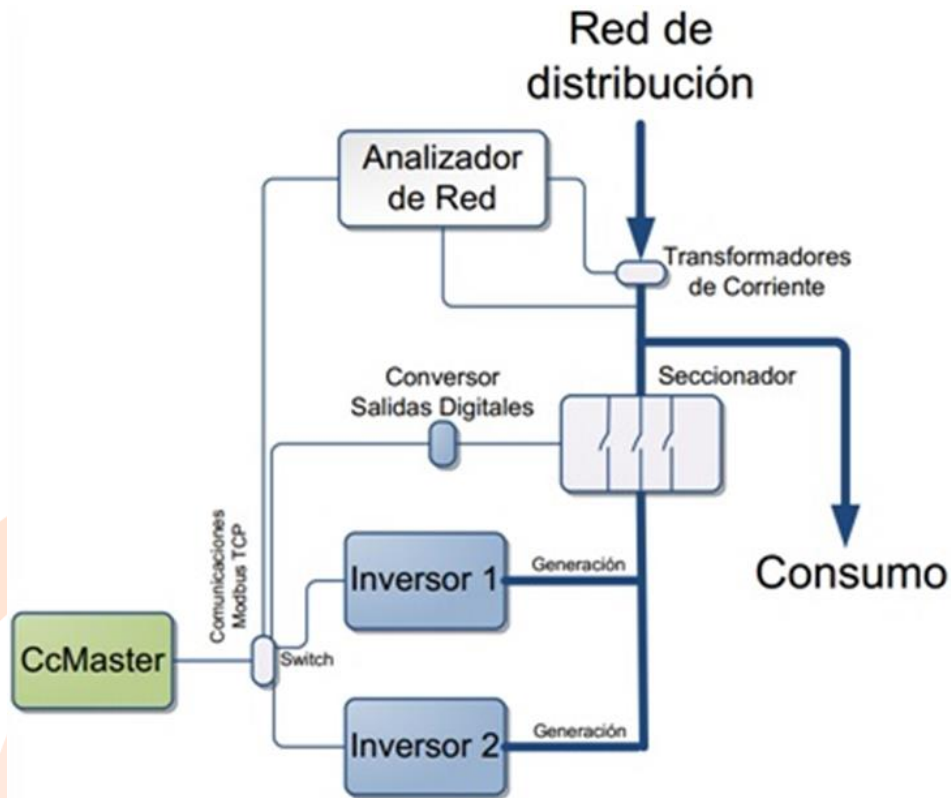 Red de
distribución
Analizador
de Red
Transformadores
de Corriente
Seccionador
Conversor
Salidas Digitales
Comunicaciones
Modbus TCP
Inversor 1
Generación
Consumo
CcMaster
Switch
Inversor 2
Generación